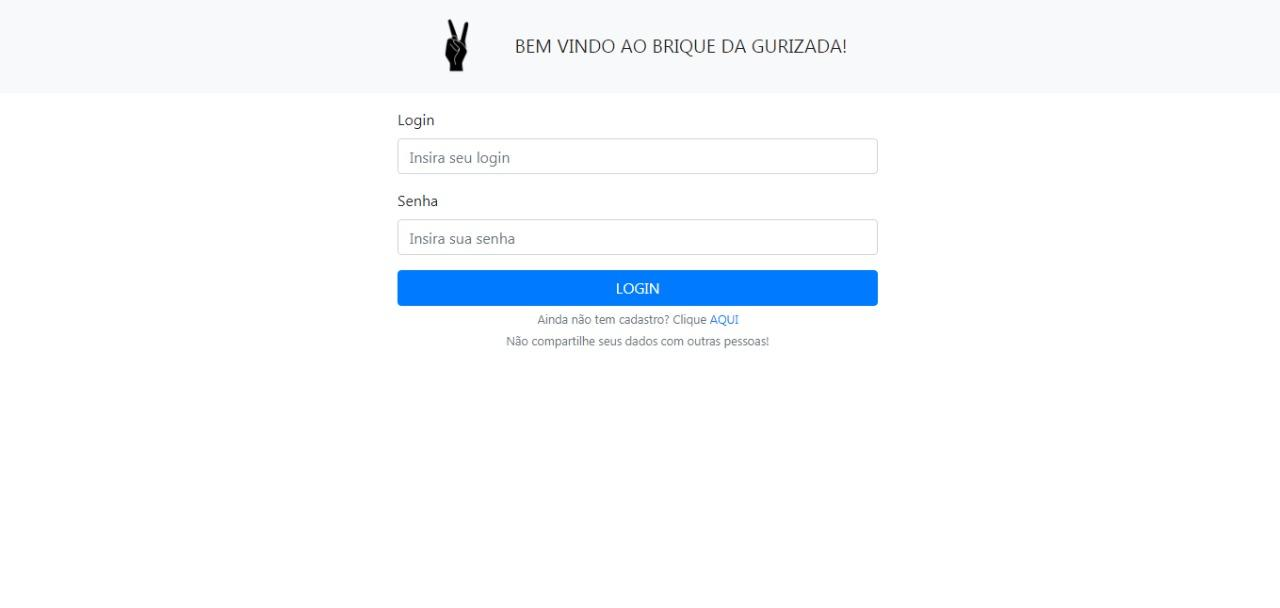 BEM VINDO AO BRIQUE DA GURIZADA!
Login
Insira seu login
Senha
Insira sua senha
LOGIN
Ainda não tem cadastro? Clique AQUI
Não compartilhe seus dados com outras pessoas!